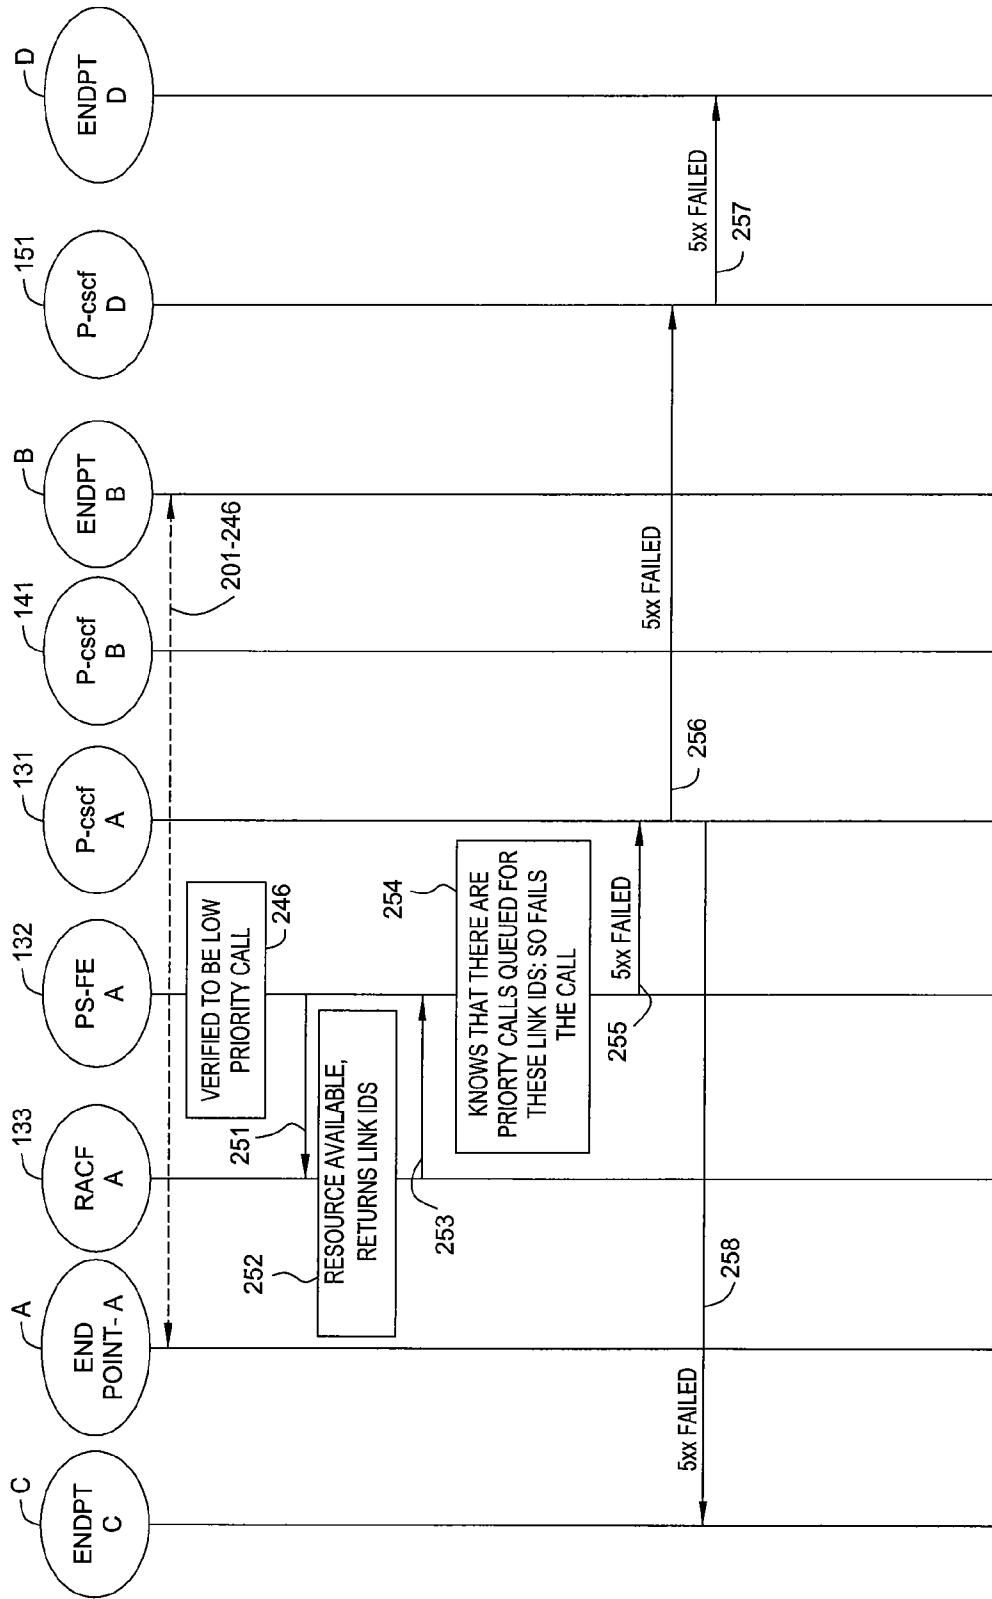 C
ENDPT
C
A
END
POINT- A
133
RACF
A
132
PS-FE
A
131
P-cscf
A
141
P-cscf
B
B
ENDPT
B
151
P-cscf
D
D
ENDPT
D
201-246
VERIFIED TO BE LOW
PRIORITY CALL
246
251
252
RESOURCE AVAILABLE,
RETURNS LINK IDS
253
254
KNOWS THAT THERE ARE
PRIORTY CALLS QUEUED FOR
THESE LINK IDS: SO FAILS
THE CALL
5xx FAILED
255
5xx FAILED
256
5xx FAILED
257
5xx FAILED
258